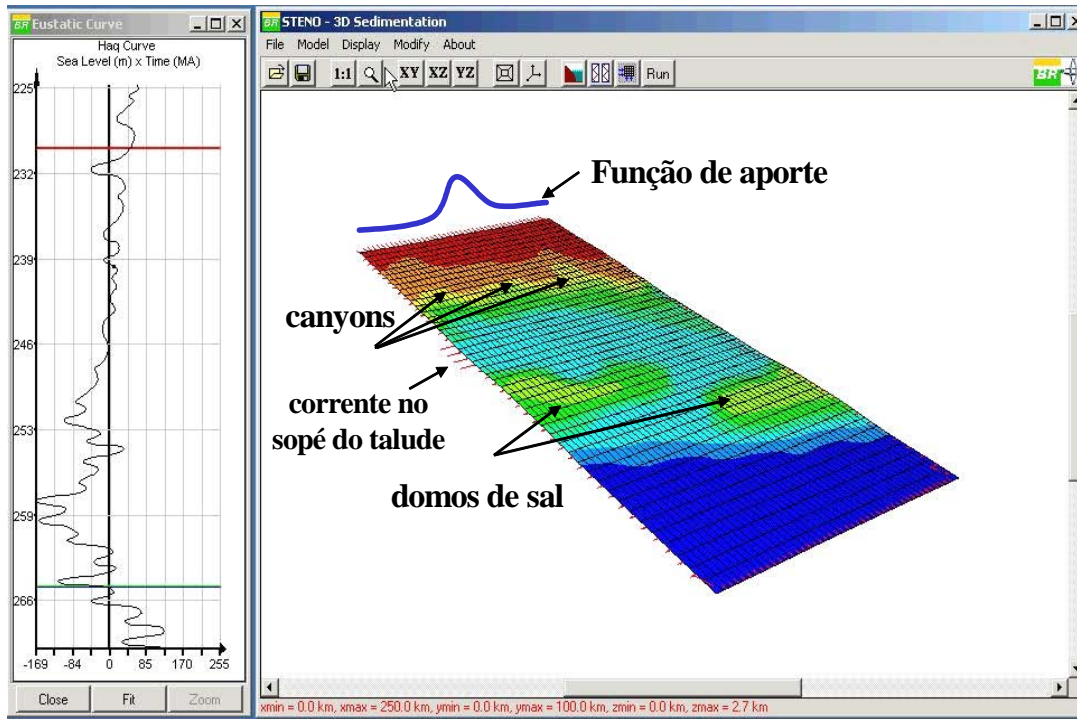 BR Eustatic Curve
Haq Curve
Sea Level (m) x Time (MA)
225
232
239
246
253
259
266
-169 -84 0 85 170 255
Close Fit Zoom
BR STENO - 3D Sedimentation
File Model Display Modify About
1:1 XY XZ YZ Run
BR
Função de aporte
canyons
corrente no
sopé do talude
domos de sal
xmin = 0.0 km, xmax = 250.0 km, ymin = 0.0 km, ymax = 100.0 km, zmin = 0.0 km, zmax = 2.7 km